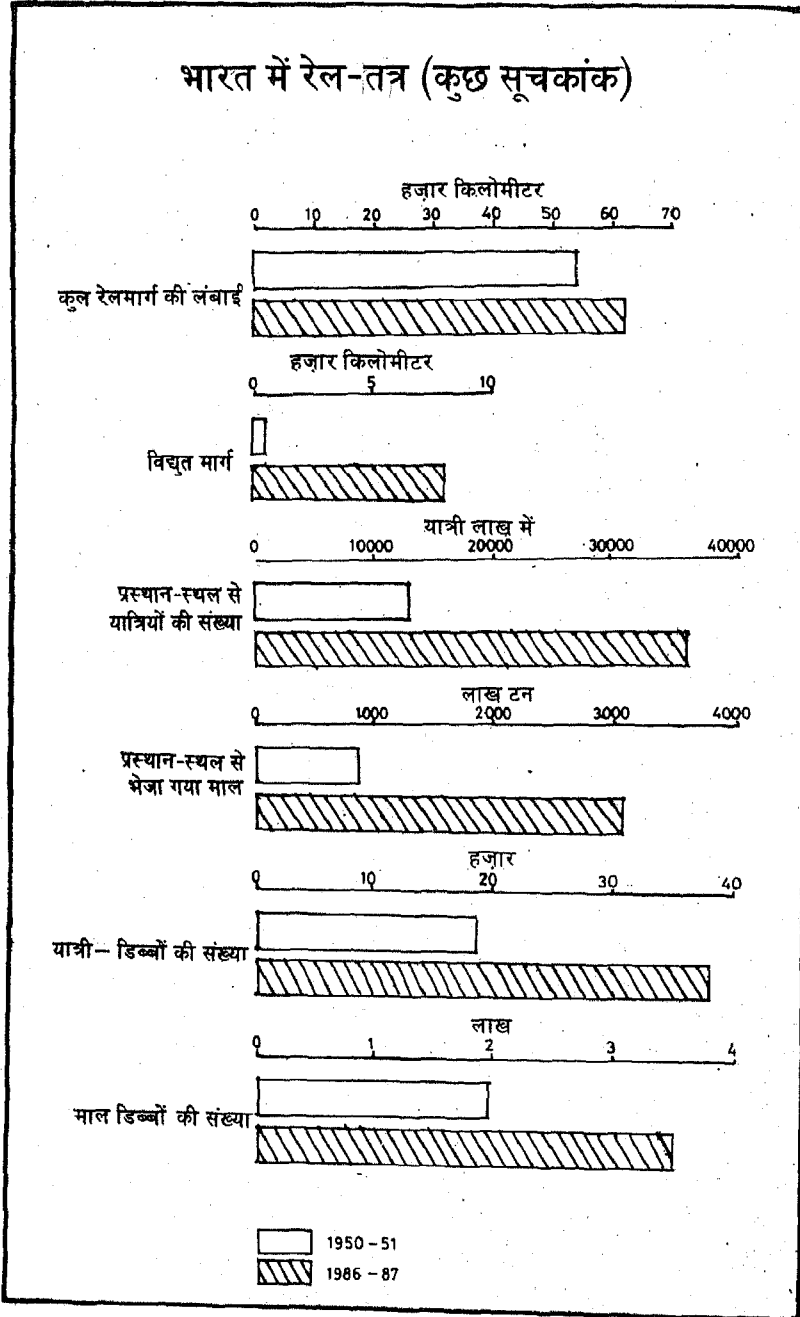 भारत में रेल-तत्र (कुछ सूचकांक)
हज़ार किलोमीटर
0 10 20 30 40 50 60 70
कुल रेलमार्ग की लंबाई
हज़ार किलोमीटर
0 5 10
विद्युत मार्ग
यात्री लाख में
0 10000 20000 30000 40000
प्रस्थान-स्थल से
यात्रियों की संख्या
लाख टन
0 1000 2000 3000 4000
प्रस्थान-स्थल से
भेजा गया माल
हज़ार
0 10 20 30 40
यात्री- डिब्बों की संख्या
लाख
0 1 2 3 4
माल डिब्बों की संख्या
1950-51
1986-87